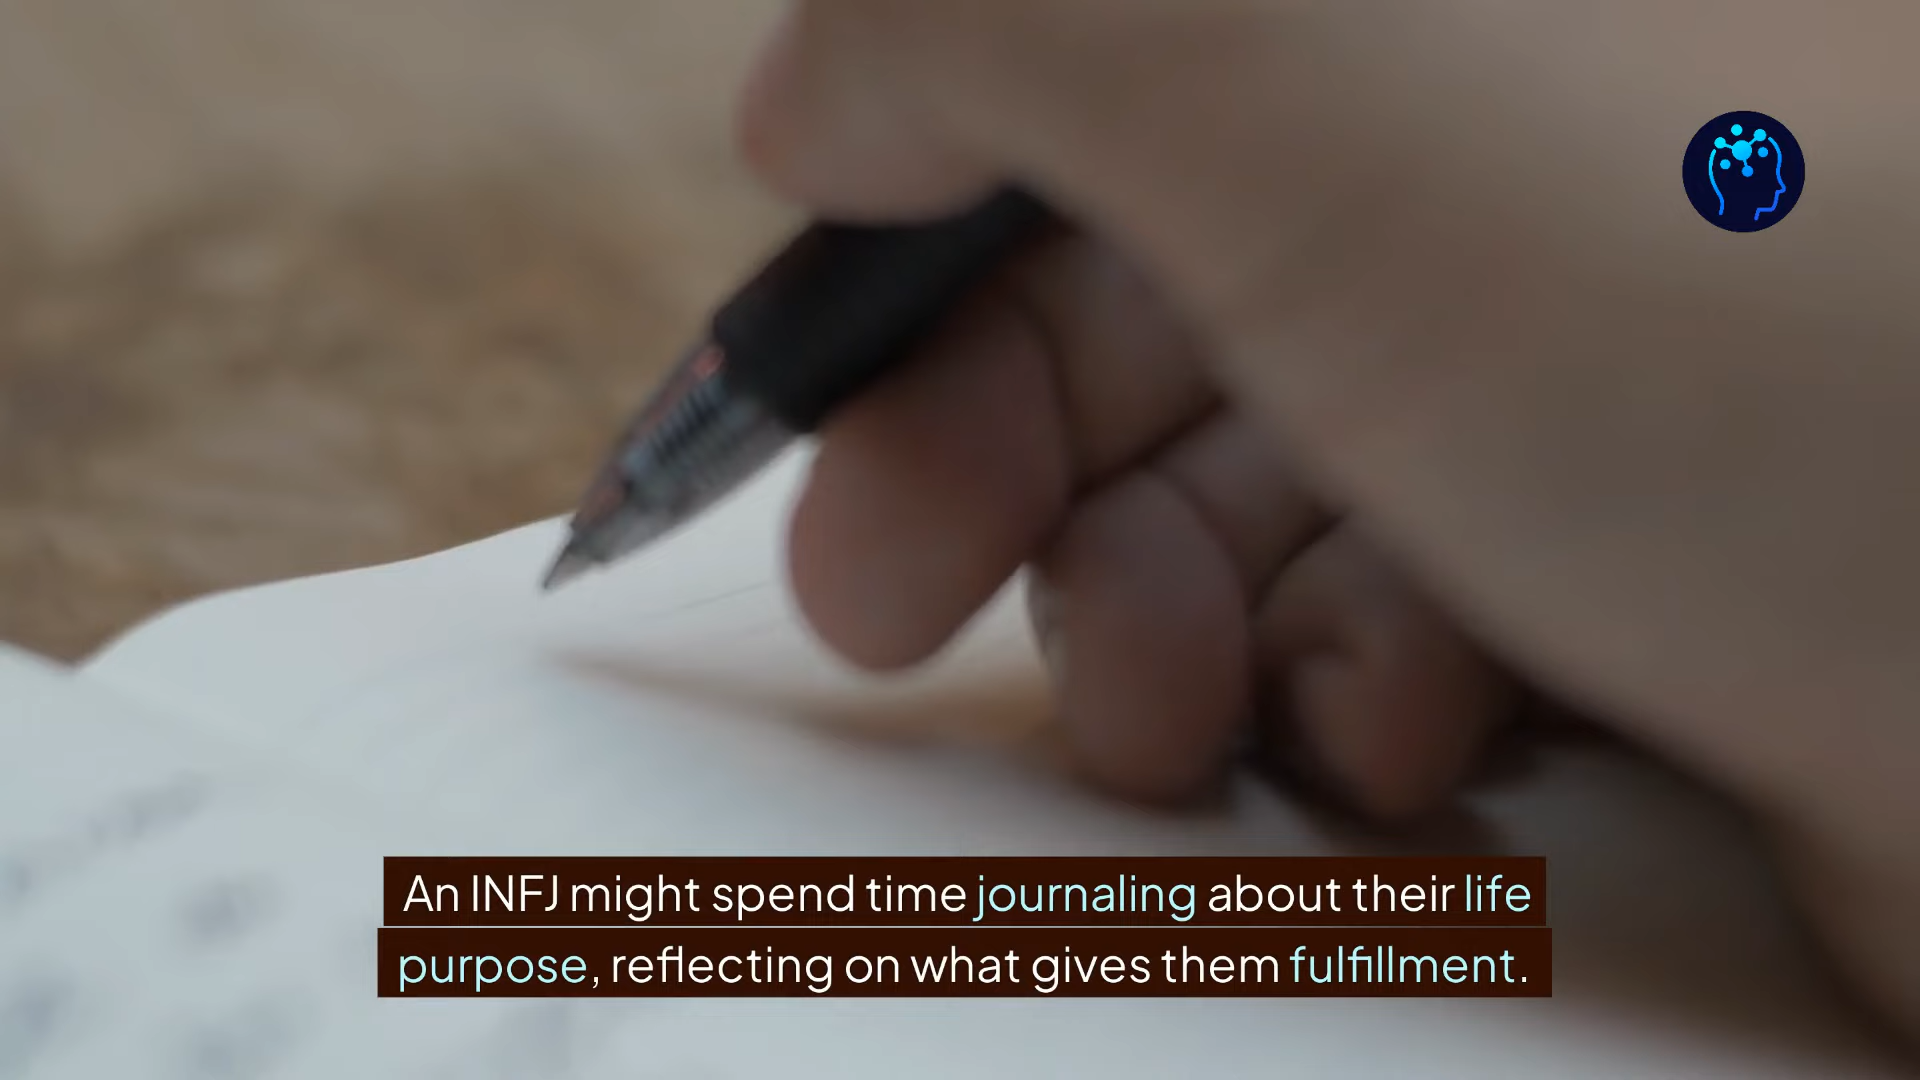 An INFJ might spend time journaling about their life
purpose, reflecting on what gives them fulfillment.